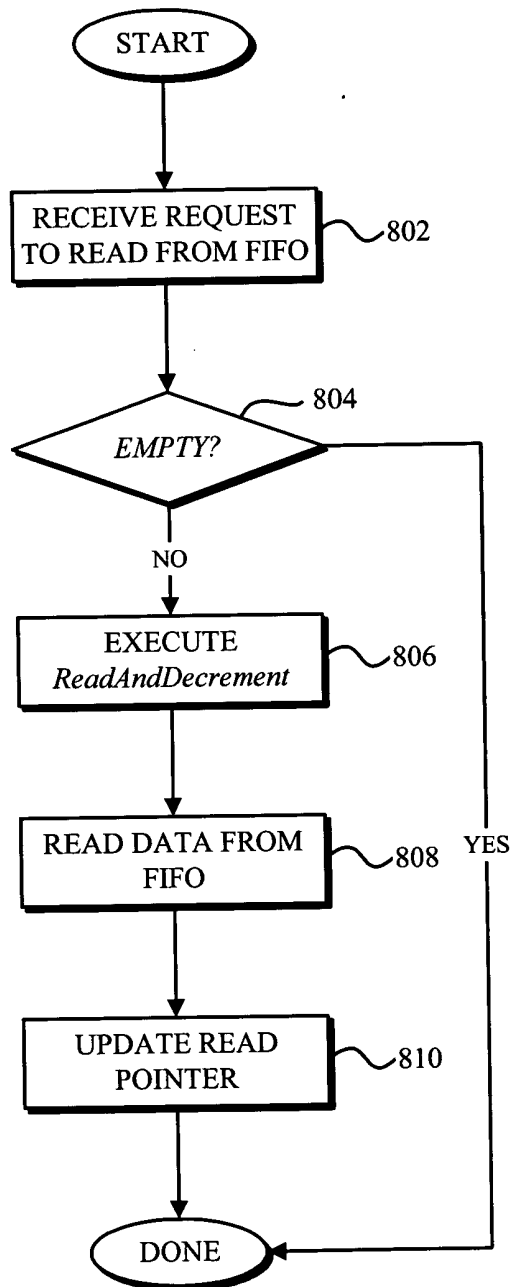 START
RECEIVE REQUEST
TO READ FROM FIFO
802
804
EMPTY?
NO
EXECUTE
ReadAndDecrement
806
READ DATA FROM
FIFO
808
YES
UPDATE READ
POINTER
810
DONE